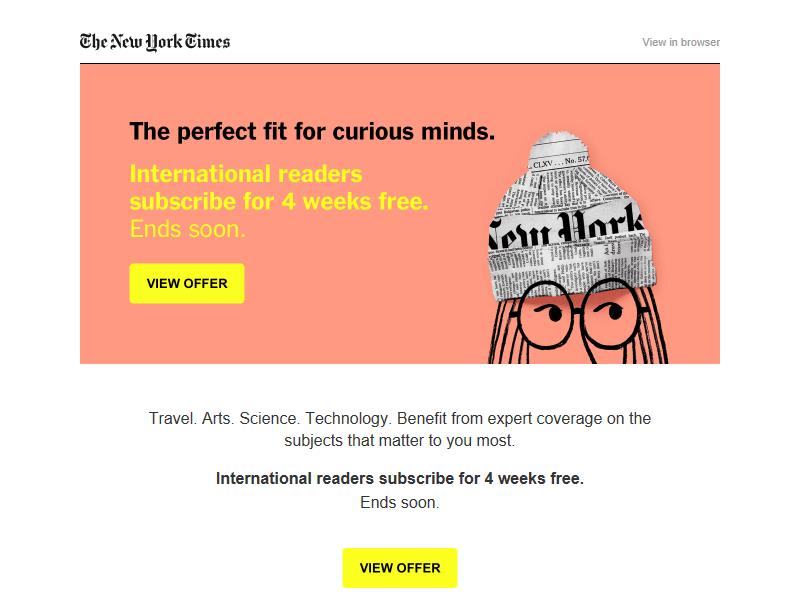 The New York Times
View in browser
The perfect fit for curious minds.
International readers
subscribe for 4 weeks free.
Ends soon.
VIEW OFFER
CLXV . . . No. 57,
New York
Travel. Arts. Science. Technology. Benefit from expert coverage on the
subjects that matter to you most.
International readers subscribe for 4 weeks free.
Ends soon.
VIEW OFFER